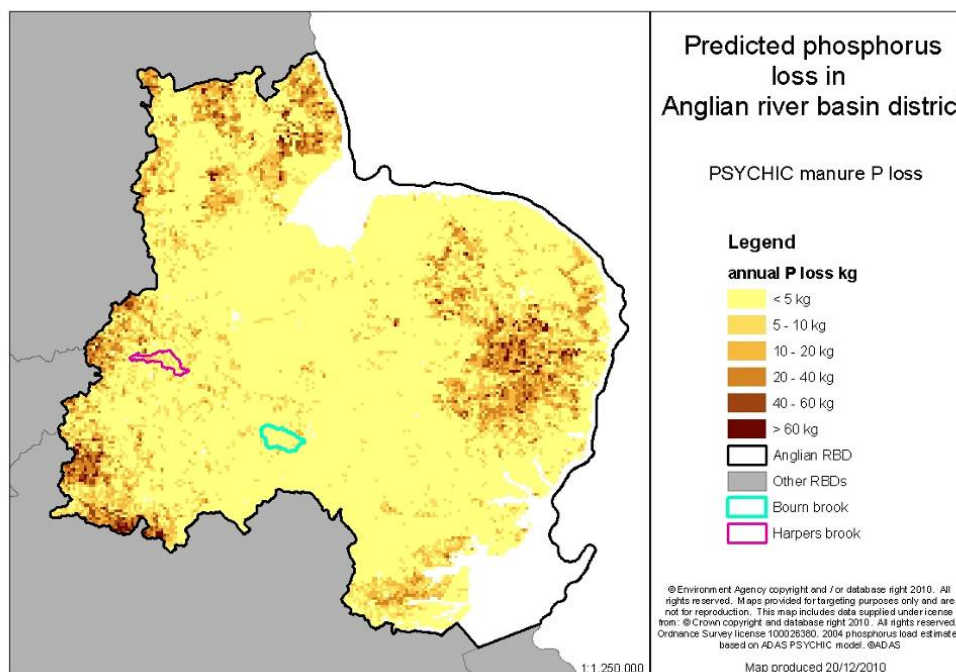 Predicted phosphorus
loss in
Anglian river basin district
PSYCHIC manure P loss
Legend
annual P loss kg
< 5 kg
5 - 10 kg
10 - 20 kg
20 - 40 kg
40 - 60 kg
> 60 kg
Anglian RBD
Other RBDs
Bourn brook
Harpers brook
© Environment Agency copyright and / or database right 2010. All
rights reserved. Maps provided for targeting purposes only and are
not for reproduction. This map includes data supplied under license
from: © Crown copyright and database right 2010. All rights reserved.
Ordnance Survey license 100026380. 2004 phosphorus load estimate
based on ADAS PSYCHIC model. ©ADAS
Map produced 20/12/2010
1:1,250,000